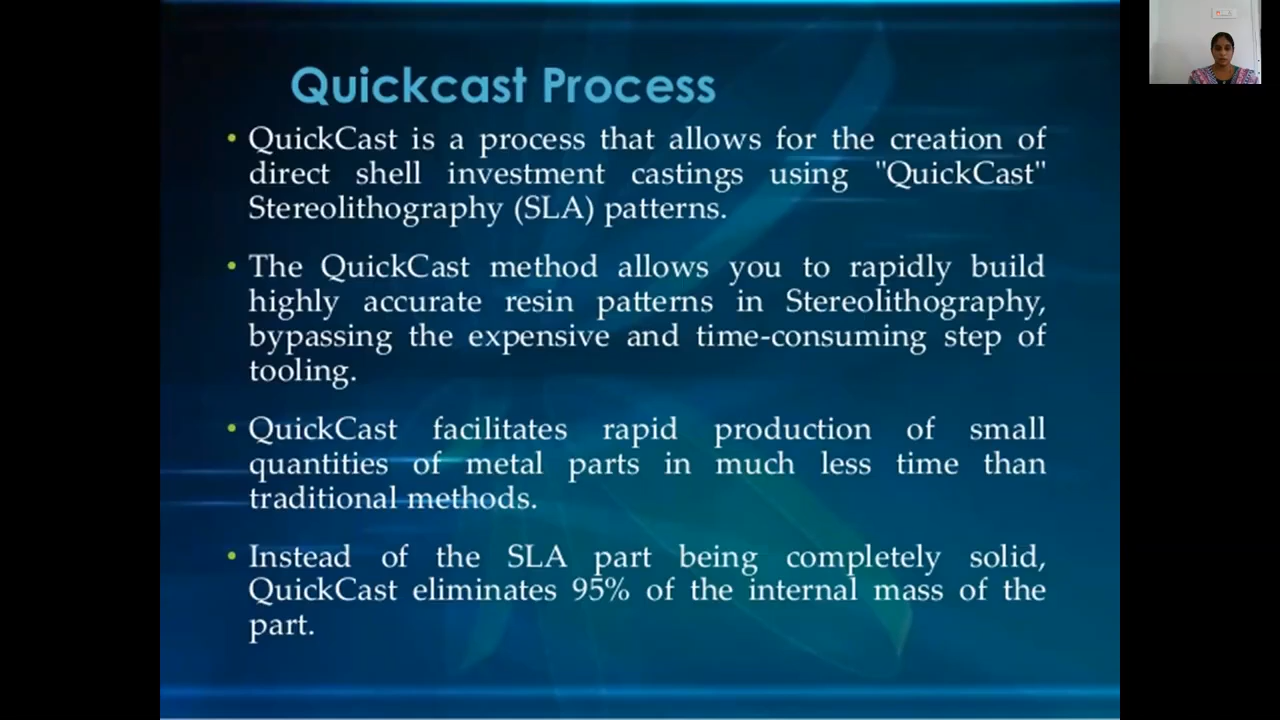 Quickcast Process
• QuickCast is a process that allows for the creation of
direct shell investment castings using "QuickCast"
Stereolithography (SLA) patterns.
• The QuickCast method allows you to rapidly build
highly accurate resin patterns in Stereolithography,
bypassing the expensive and time-consuming step of
tooling.
• QuickCast facilitates rapid production of small
quantities of metal parts in much less time than
traditional methods.
• Instead of the SLA part being completely solid,
QuickCast eliminates 95% of the internal mass of the
part.